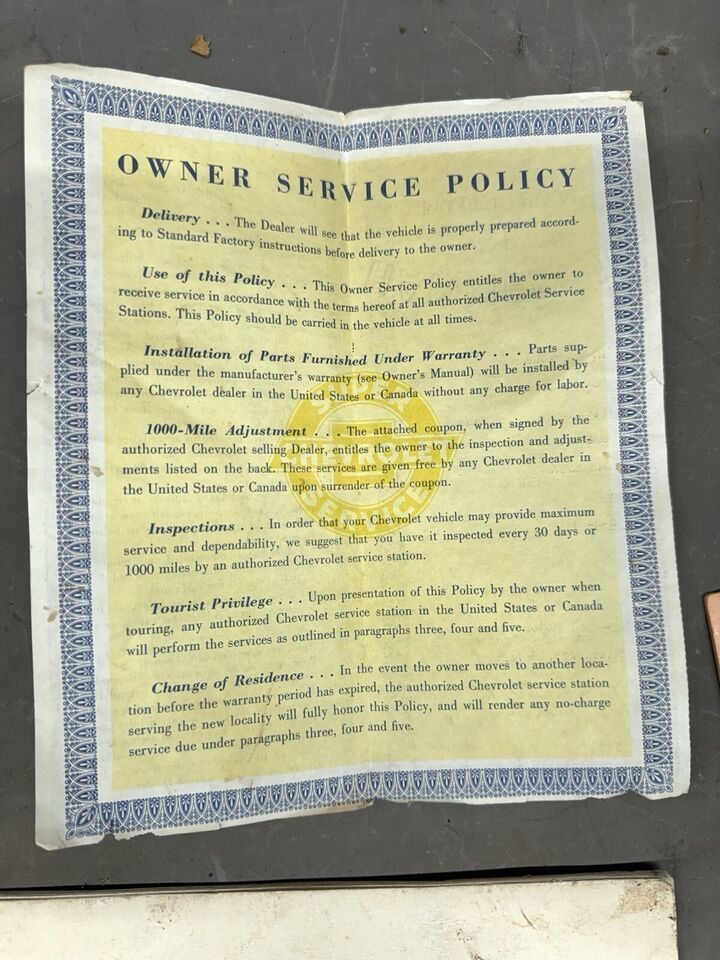 OWNER SERVICE POLICY
Delivery . . . The Dealer will see that the vehicle is properly prepared accord-
ing to Standard Factory instructions before delivery to the owner.
Use of this Policy . . . This Owner Service Policy entitles the owner to
receive service in accordance with the terms hereof at all authorized Chevrolet Service
Stations. This Policy should be carried in the vehicle at all times.
Installation of Parts Furnished Under Warranty . . . Parts sup-
plied under the manufacturer's warranty (see Owner's Manual) will be installed by
any Chevrolet dealer in the United States or Canada without any charge for labor.
1000-Mile Adjustment . . . The attached coupon, when signed by the
authorized Chevrolet selling Dealer, entitles the owner to the inspection and adjust-
ments listed on the back. These services are given free by any Chevrolet dealer in
the United States or Canada upon surrender of the coupon.
Inspections . . . In order that your Chevrolet vehicle may provide maximum
service and dependability, we suggest that you have it inspected every 30 days or
1000 miles by an authorized Chevrolet service station.
Tourist Privilege . . . Upon presentation of this Policy by the owner when
touring, any authorized Chevrolet service station in the United States or Canada
will perform the services as outlined in paragraphs three, four and five.
Change of Residence . . . In the event the owner moves to another loca-
tion before the warranty period has expired, the authorized Chevrolet service station
serving the new locality will fully honor this Policy, and will render any no-charge
service due under paragraphs three, four and five.
SUPER
CHEVROLET
SERVICE